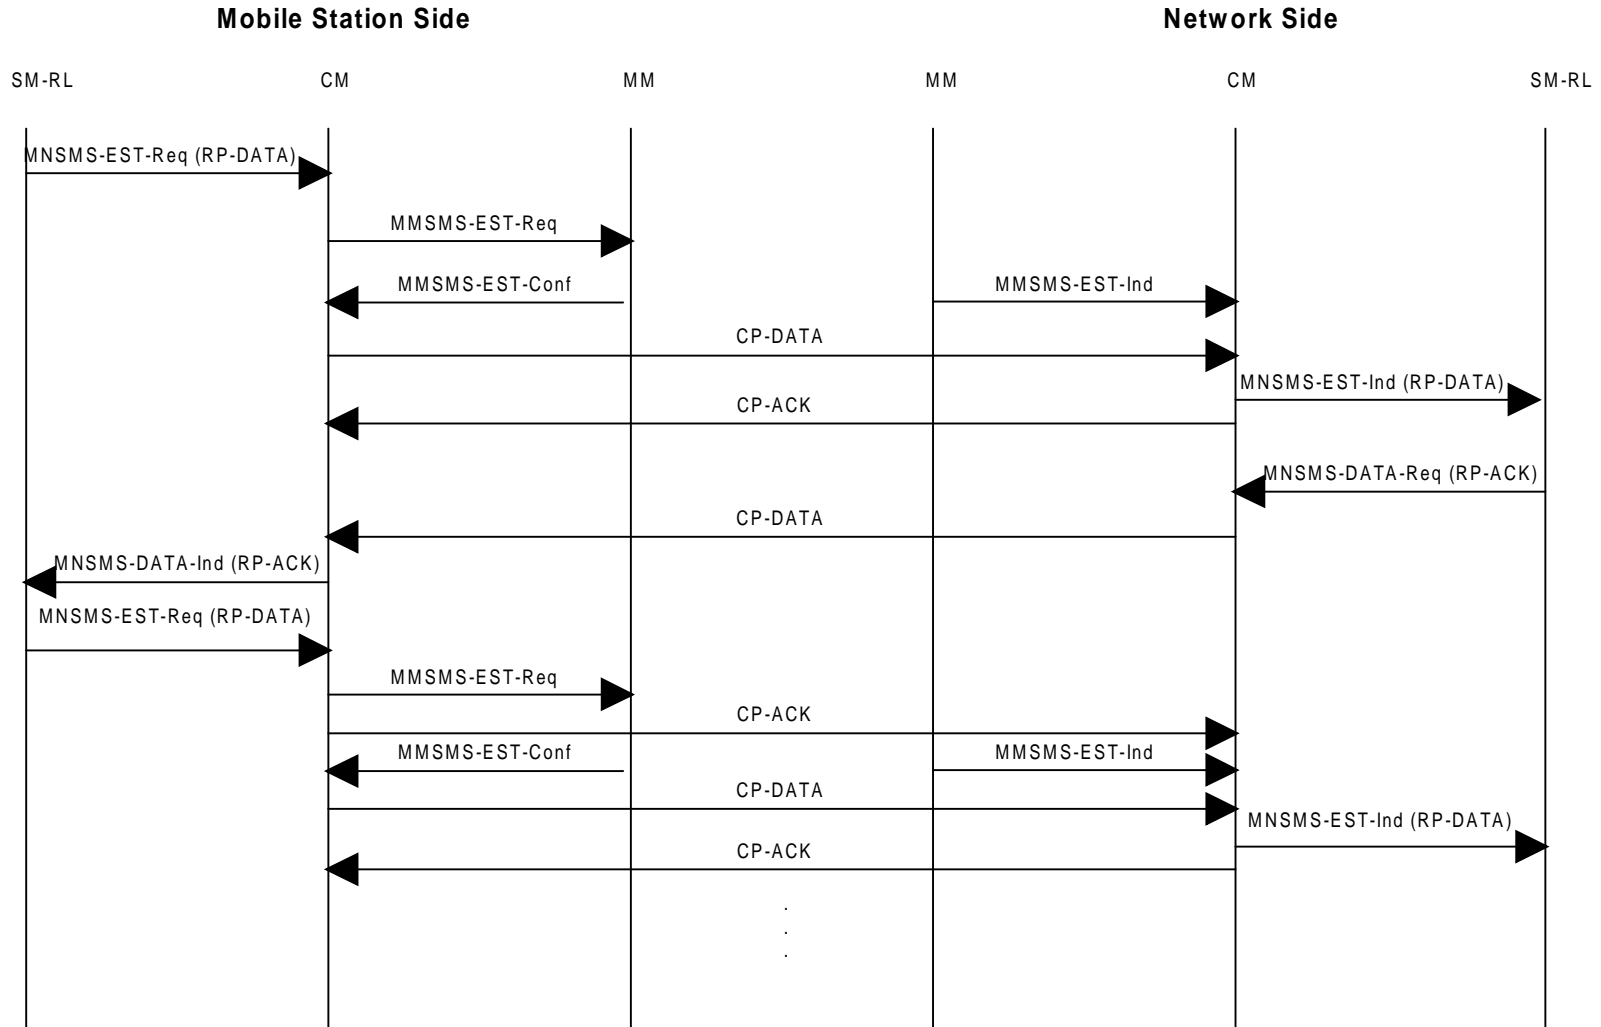 Mobile Station Side
Network Side
SM-RL
CM
MM
MM
CM
SM-RL
MNSMS-EST-Req (RP-DATA)
MMSMS-EST-Req
MMSMS-EST-Conf
MMSMS-EST-Ind
CP-DATA
MNSMS-EST-Ind (RP-DATA)
CP-ACK
MNSMS-DATA-Req (RP-ACK)
CP-DATA
MNSMS-DATA-Ind (RP-ACK)
MNSMS-EST-Req (RP-DATA)
MMSMS-EST-Req
CP-ACK
MMSMS-EST-Conf
MMSMS-EST-Ind
CP-DATA
MNSMS-EST-Ind (RP-DATA)
CP-ACK
.
.
.